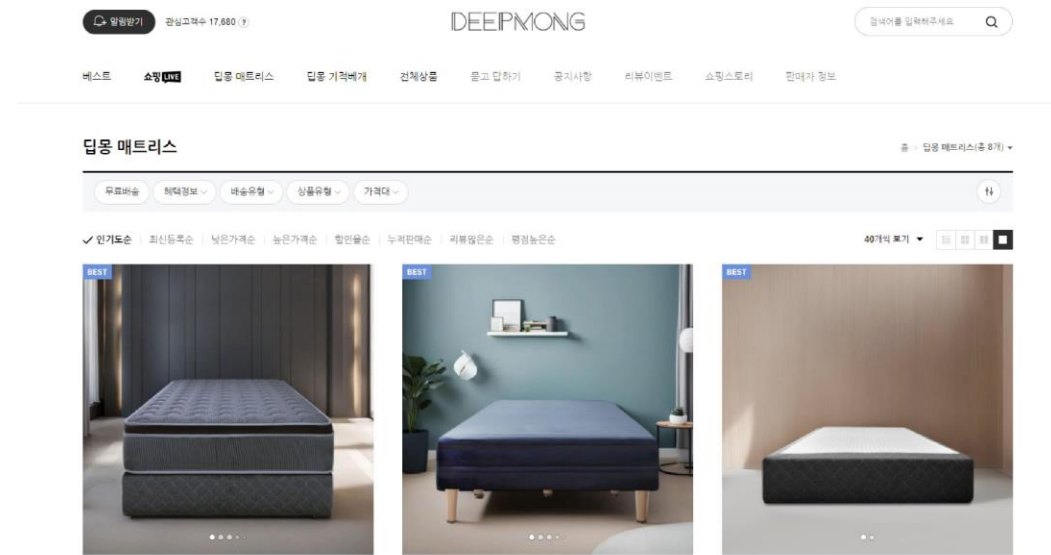 알림받기 관심고객수 17,680 ?
DEEPMONG
검색어를 입력해주세요
베스트 쇼핑LIVE 딥몽 매트리스 딥몽 기적베개 전체상품 묻고 답하기 공지사항 리뷰이벤트 쇼핑스토리 판매자 정보
딥몽 매트리스
홈 > 딥몽 매트리스(총 8개)
무료배송 혜택정보 배송유형 상품유형 가격대
인기도순 최신등록순 낮은가격순 높은가격순 할인율순 누적판매순 리뷰많은순 평점높은순
40개씩 보기
BEST BEST BEST